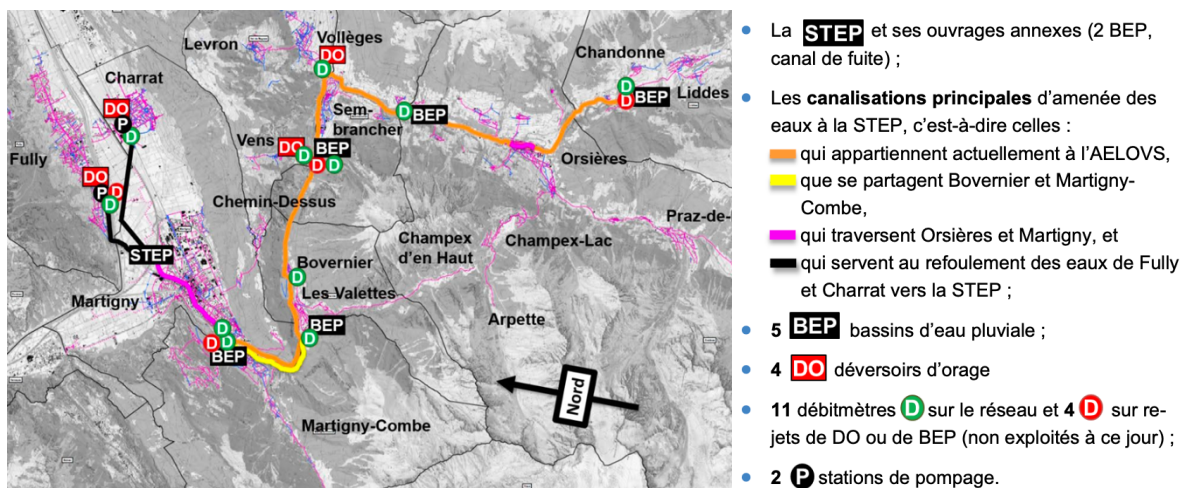 Vollèges
Levron
DO
D
Chandonne
Charrat
D
BEP
D
Liddes
DO
Sem-
brancher
D
BEP
P
D
Vens
DO
BEP
D
D
D
Orsières
Fully
DO
P
D
D
Chemin-Dessus
Praz-de-
STEP
Champex
d'en Haut
Champex-Lac
Bovernier
D
Martigny
Les Valettes
Arpette
BEP
D
D
D
D
BEP
Nord
Martigny-Combe
• La STEP et ses ouvrages annexes (2 BEP,
canal de fuite) ;
• Les canalisations principales d'amenée des
eaux à la STEP, c'est-à-dire celles :
qui appartiennent actuellement à l'AELOVS,
que se partagent Bovernier et Martigny-
Combe,
qui traversent Orsières et Martigny, et
qui servent au refoulement des eaux de Fully
et Charrat vers la STEP ;
• 5 BEP bassins d'eau pluviale ;
• 4 DO déversoirs d'orage
• 11 débitmètres D sur le réseau et 4 D sur re-
jets de DO ou de BEP (non exploités à ce jour) ;
• 2 P stations de pompage.